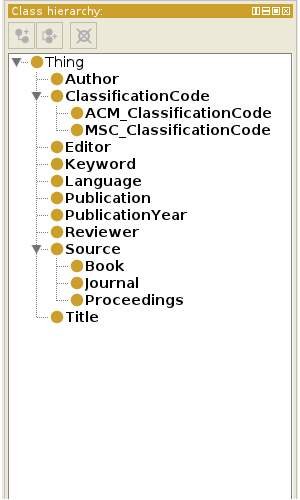 Class hierarchy:
Thing
Author
ClassificationCode
ACM_ClassificationCode
MSC_ClassificationCode
Editor
Keyword
Language
Publication
PublicationYear
Reviewer
Source
Book
Journal
Proceedings
Title